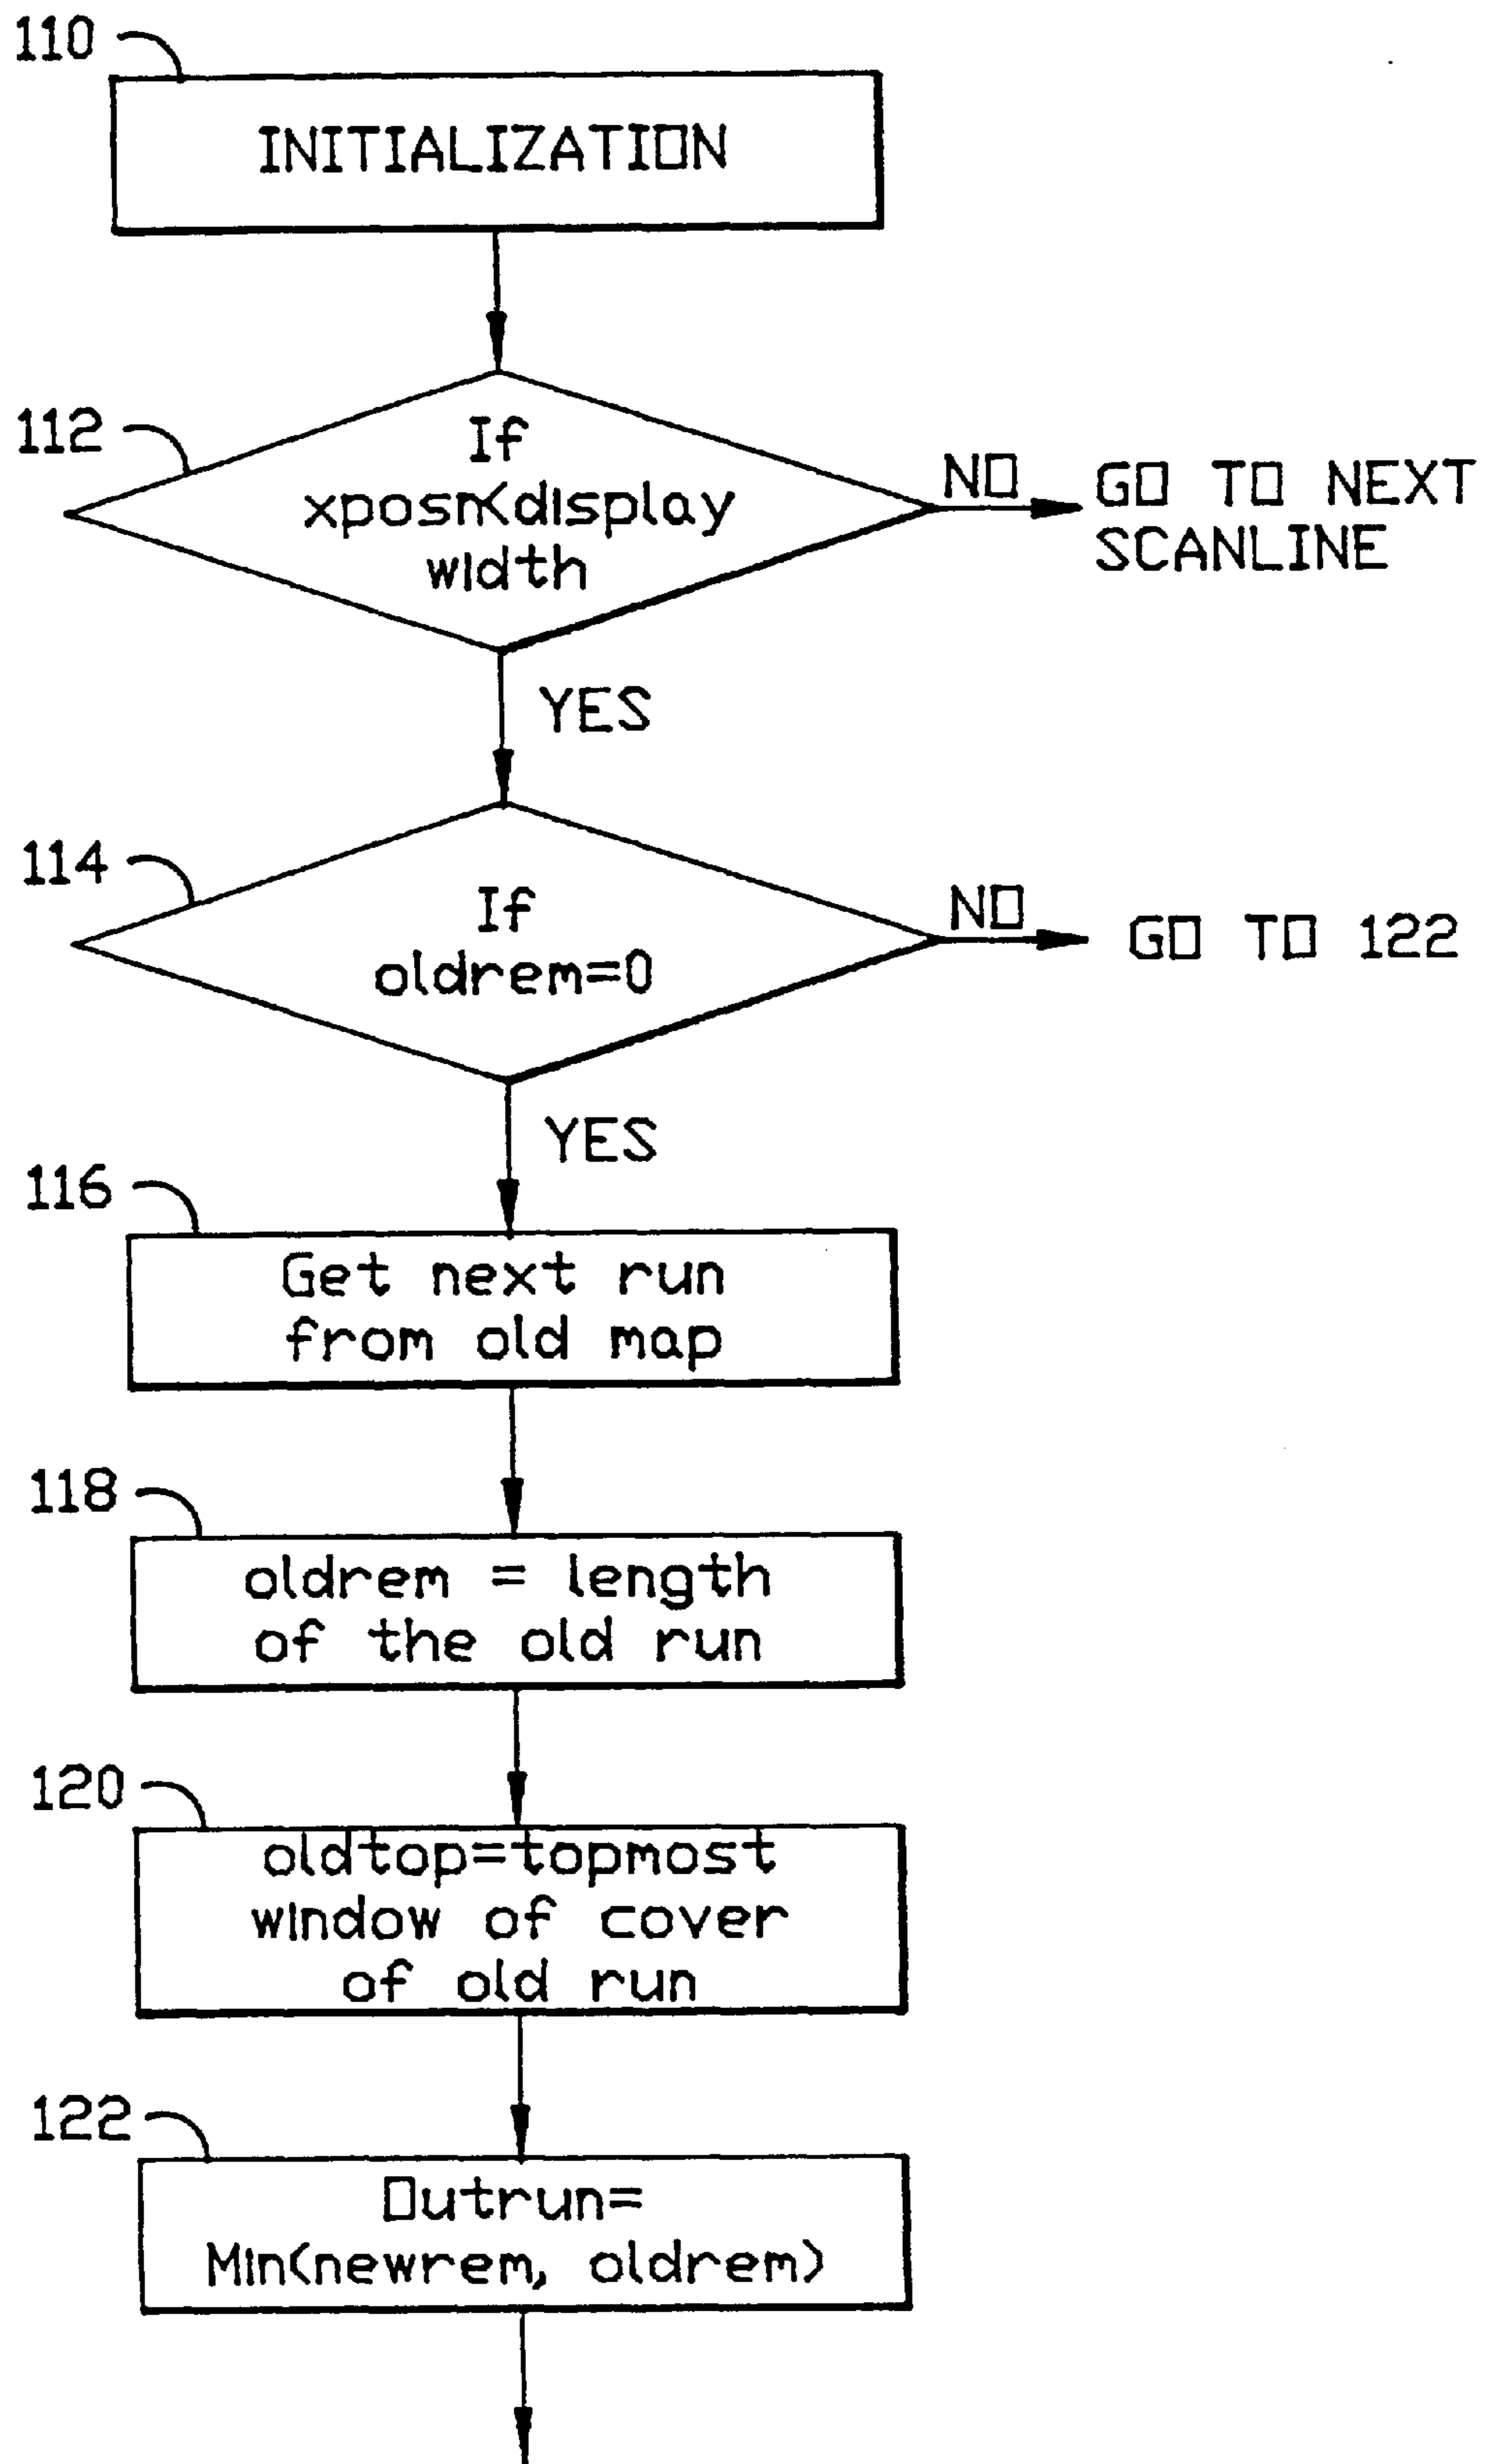 110
INITIALIZATION
112
If
xposn<display
width
NO
GO TO NEXT
SCANLINE
YES
114
If
oldrem=0
NO
GO TO 122
YES
116
Get next run
from old map
118
oldrem = length
of the old run
120
oldtop=topmost
window of cover
of old run
122
Outrun=
Min(newrem, oldrem)